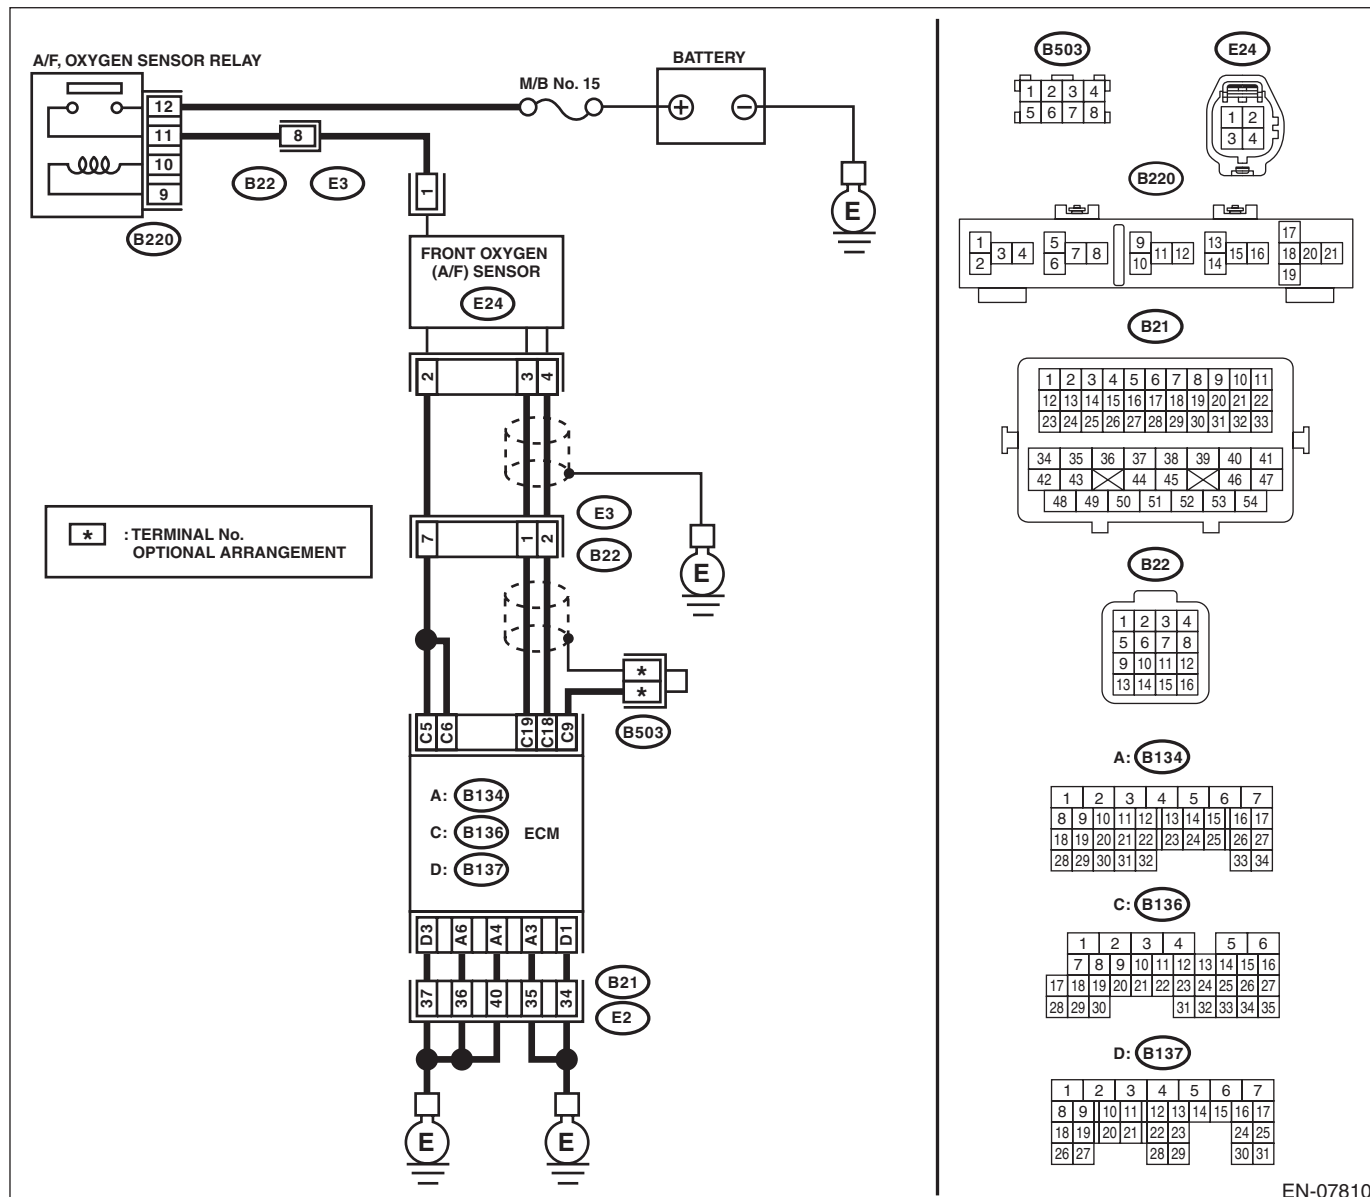 A/F, OXYGEN SENSOR RELAY
BATTERY
M/B No. 15
12
11
10
9
8
B22
E3
B220
1
E
FRONT OXYGEN
(A/F) SENSOR
E24
2
3
4
E3
B22
7
1
2
E
* : TERMINAL No.
OPTIONAL ARRANGEMENT
*
*
B503
C5
C6
C19
C18
C9
A: B134
C: B136 ECM
D: B137
D3
A6
A4
A3
D1
B21
E2
37
36
40
35
34
E
E
B503
1 2 3 4
5 6 7 8
E24
1 2
3 4
B220
1 2 3 4
5 6 7 8
9 10 11 12
13 14 15 16
17 18 19 20 21
B21
1 2 3 4 5 6 7 8 9 10 11
12 13 14 15 16 17 18 19 20 21 22
23 24 25 26 27 28 29 30 31 32 33
34 35 36 37 38 39 40 41
42 43 44 45 46 47
48 49 50 51 52 53 54
B22
1 2 3 4
5 6 7 8
9 10 11 12
13 14 15 16
A: B134
1 2 3 4 5 6 7
8 9 10 11 12 13 14 15 16 17
18 19 20 21 22 23 24 25 26 27
28 29 30 31 32 33 34
C: B136
1 2 3 4 5 6
7 8 9 10 11 12 13 14 15 16
17 18 19 20 21 22 23 24 25 26 27
28 29 30 31 32 33 34 35
D: B137
1 2 3 4 5 6 7
8 9 10 11 12 13 14 15 16 17
18 19 20 21 22 23 24 25
26 27 28 29 30 31
EN-07810